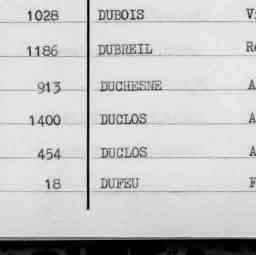 1028 DUBOIS
1186 DUBREIL
913 DUCHESNE A
1400 DUCLOS A
454 DUCLOS A
18 DUFEU F